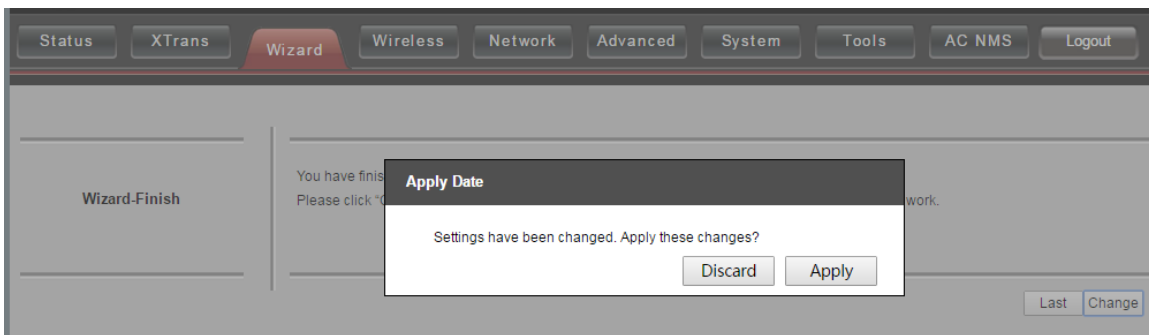 Status XTrans Wizard Wireless Network Advanced System Tools AC NMS Logout
Wizard-Finish
You have finis
Please click "C
work.
Apply Date
Settings have been changed. Apply these changes?
Discard Apply
Last Change